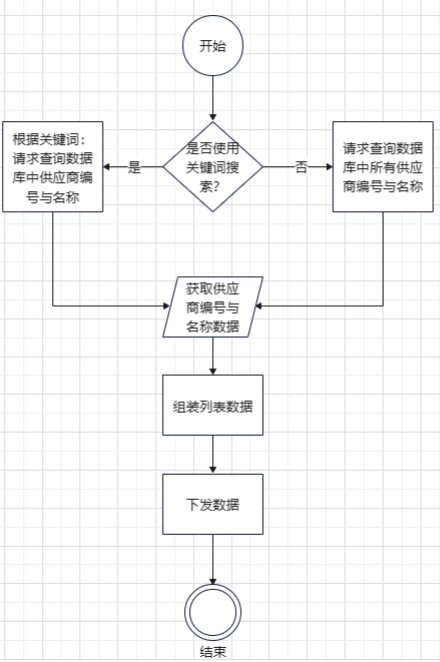 开始
是否使用
关键词搜
索？
是
否
根据关键词：
请求查询数据
库中供应商编
号与名称
请求查询数据
库中所有供应
商编号与名称
获取供应
商编号与
名称数据
组装列表数据
下发数据
结束